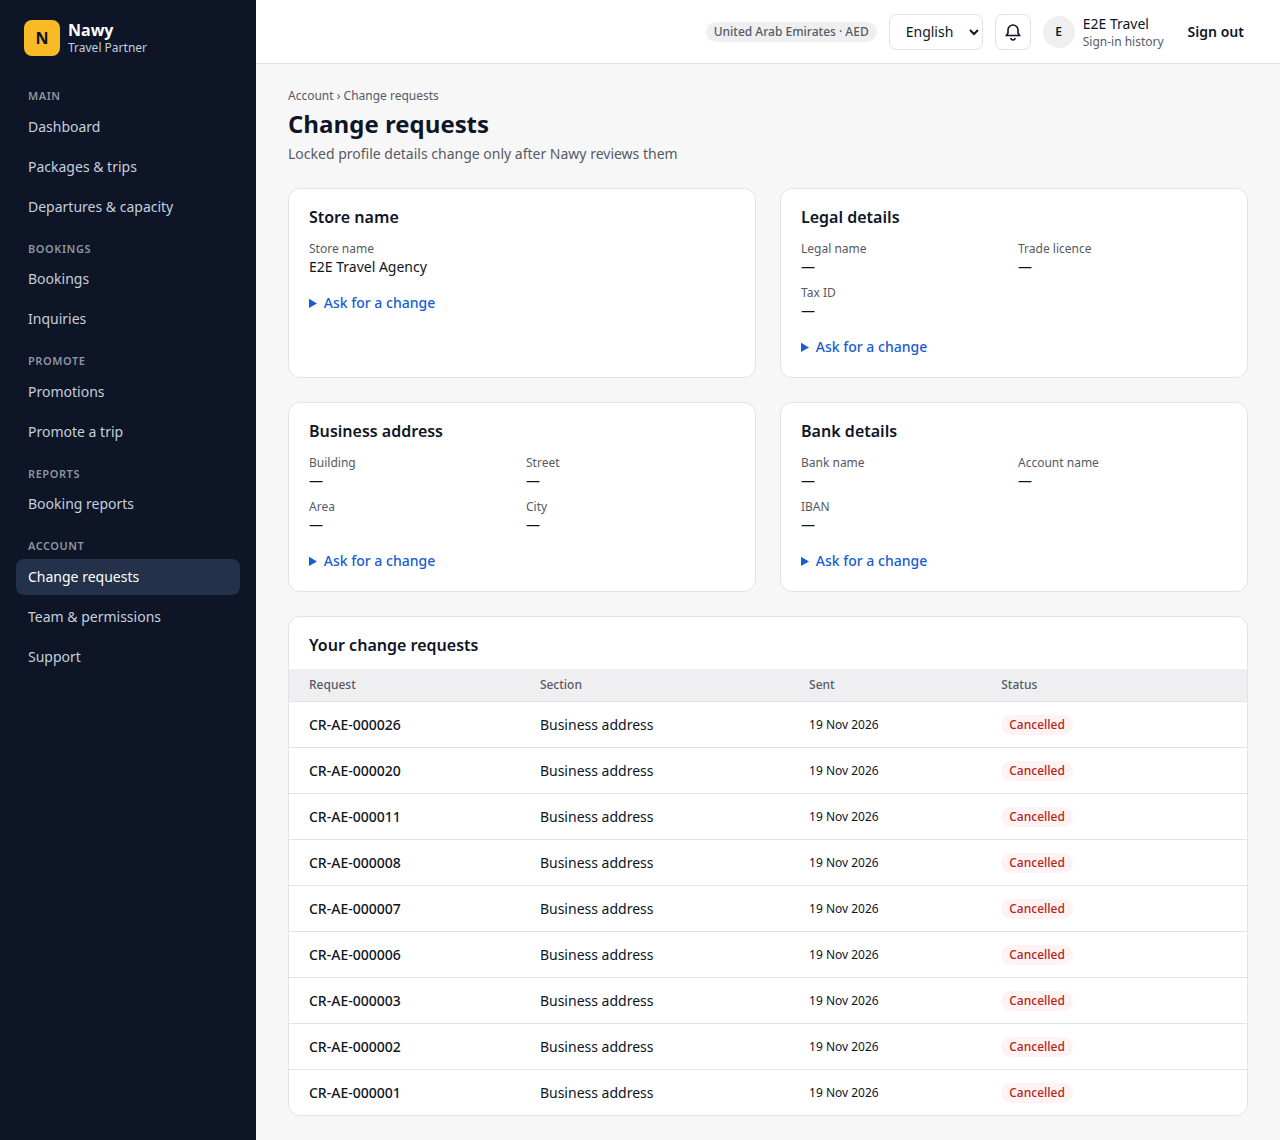 N
Nawy
Travel Partner
MAIN
Dashboard
Packages & trips
Departures & capacity
BOOKINGS
Bookings
Inquiries
PROMOTE
Promotions
Promote a trip
REPORTS
Booking reports
ACCOUNT
Change requests
Team & permissions
Support
United Arab Emirates · AED
English
E
E2E Travel
Sign-in history
Sign out
Account › Change requests
Change requests
Locked profile details change only after Nawy reviews them
Store name
Store name
E2E Travel Agency
Ask for a change
Legal details
Legal name Trade licence
— —
Tax ID
—
Ask for a change
Business address
Building Street
— —
Area City
— —
Ask for a change
Bank details
Bank name Account name
— —
IBAN
—
Ask for a change
Your change requests
Request Section Sent Status
CR-AE-000026 Business address 19 Nov 2026 Cancelled
CR-AE-000020 Business address 19 Nov 2026 Cancelled
CR-AE-000011 Business address 19 Nov 2026 Cancelled
CR-AE-000008 Business address 19 Nov 2026 Cancelled
CR-AE-000007 Business address 19 Nov 2026 Cancelled
CR-AE-000006 Business address 19 Nov 2026 Cancelled
CR-AE-000003 Business address 19 Nov 2026 Cancelled
CR-AE-000002 Business address 19 Nov 2026 Cancelled
CR-AE-000001 Business address 19 Nov 2026 Cancelled